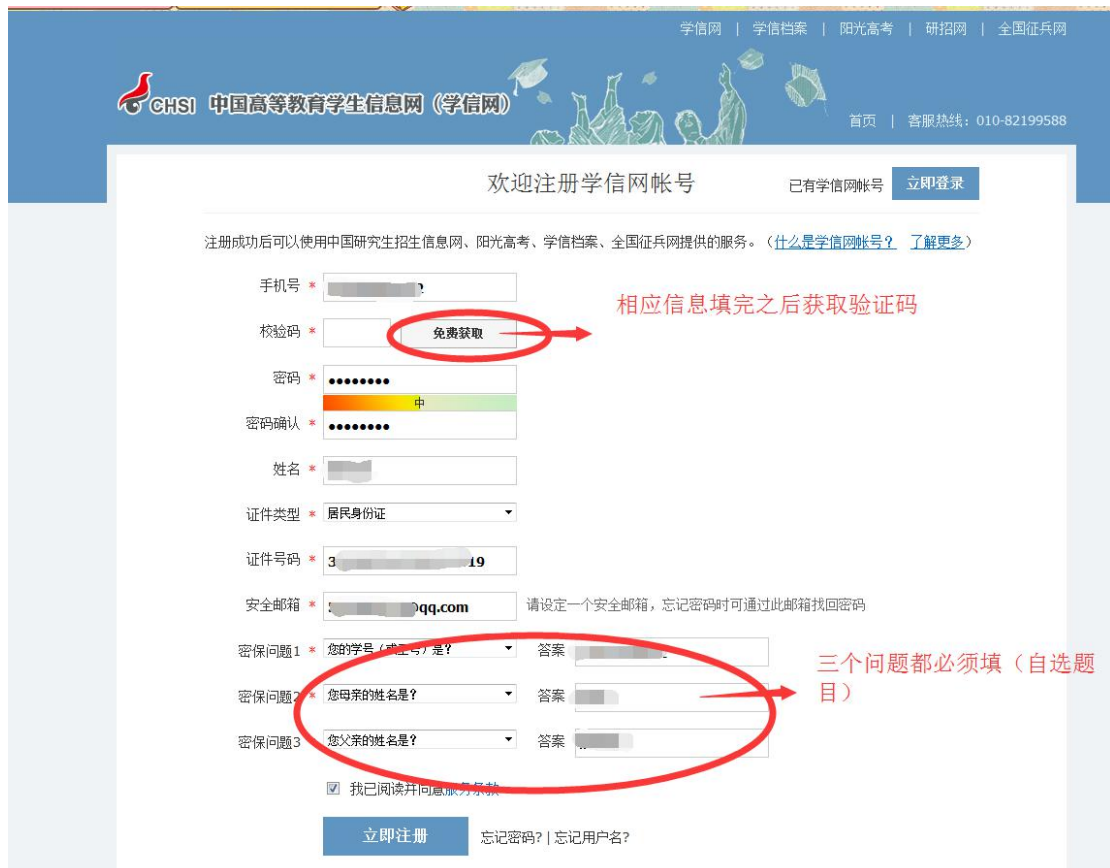 学信网 | 学信档案 | 阳光高考 | 研招网 | 全国征兵网
CHSI 中国高等教育学生信息网（学信网）
首页 | 客服热线：010-82199588
欢迎注册学信网帐号 已有学信网帐号 立即登录
注册成功后可以使用中国研究生招生信息网、阳光高考、学信档案、全国征兵网提供的服务。（什么是学信网帐号？ 了解更多）
手机号 *
相应信息填完之后获取验证码
校验码 * 免费获取
密码 * ••••••••
中
密码确认 * ••••••••
姓名 *
证件类型 * 居民身份证
证件号码 * 3 19
安全邮箱 * qq.com 请设定一个安全邮箱，忘记密码时可通过此邮箱找回密码
密保问题1 * 您的学号（或工号）是？ 答案
三个问题都必须填（自选题
目）
密保问题2 * 您母亲的姓名是？ 答案
密保问题3 您父亲的姓名是？ 答案
我已阅读并同意服务条款
立即注册 忘记密码？| 忘记用户名？